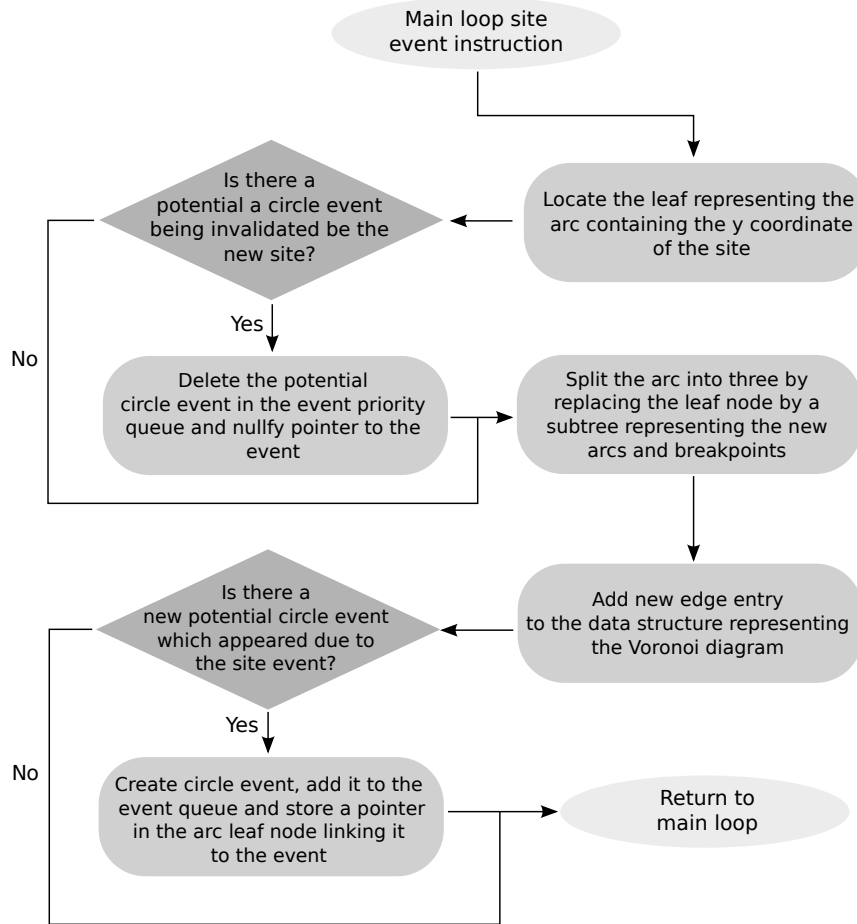 Main loop site
event instruction
Is there a
potential a circle event
being invalidated be the
new site?
Locate the leaf representing the
arc containing the y coordinate
of the site
Yes
No
Delete the potential
circle event in the event priority
queue and nullfy pointer to the
event
Split the arc into three by
replacing the leaf node by a
subtree representing the new
arcs and breakpoints
Is there a
new potential circle event
which appeared due to
the site event?
Add new edge entry
to the data structure representing
the Voronoi diagram
Yes
No
Create circle event, add it to the
event queue and store a pointer
in the arc leaf node linking it
to the event
Return to
main loop